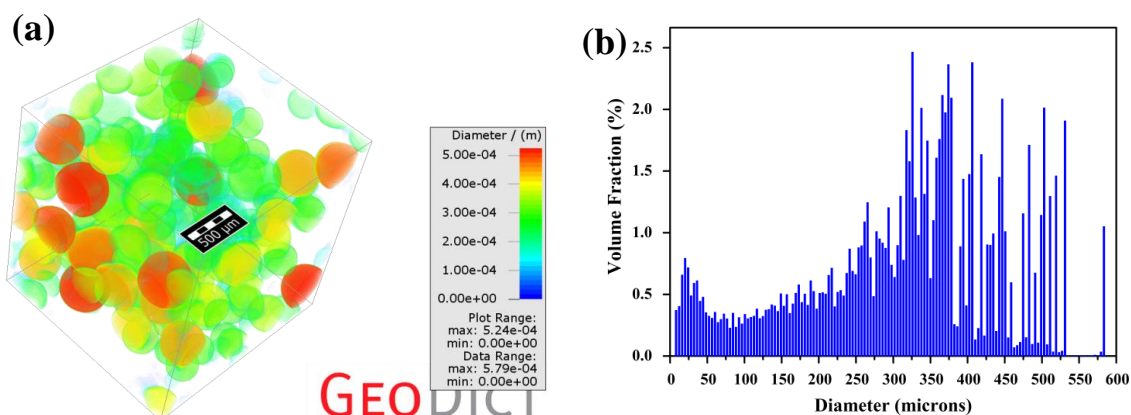 (a)
500 μm
Diameter / (m)
5.00e-04
4.00e-04
3.00e-04
2.00e-04
1.00e-04
0.00e+00
Plot Range:
max: 5.24e-04
min: 0.00e+00
Data Range:
max: 5.79e-04
min: 0.00e+00
GEODICT
(b)
Volume Fraction (%)
2.5
2.0
1.5
1.0
0.5
0.0
0 50 100 150 200 250 300 350 400 450 500 550 600
Diameter (microns)